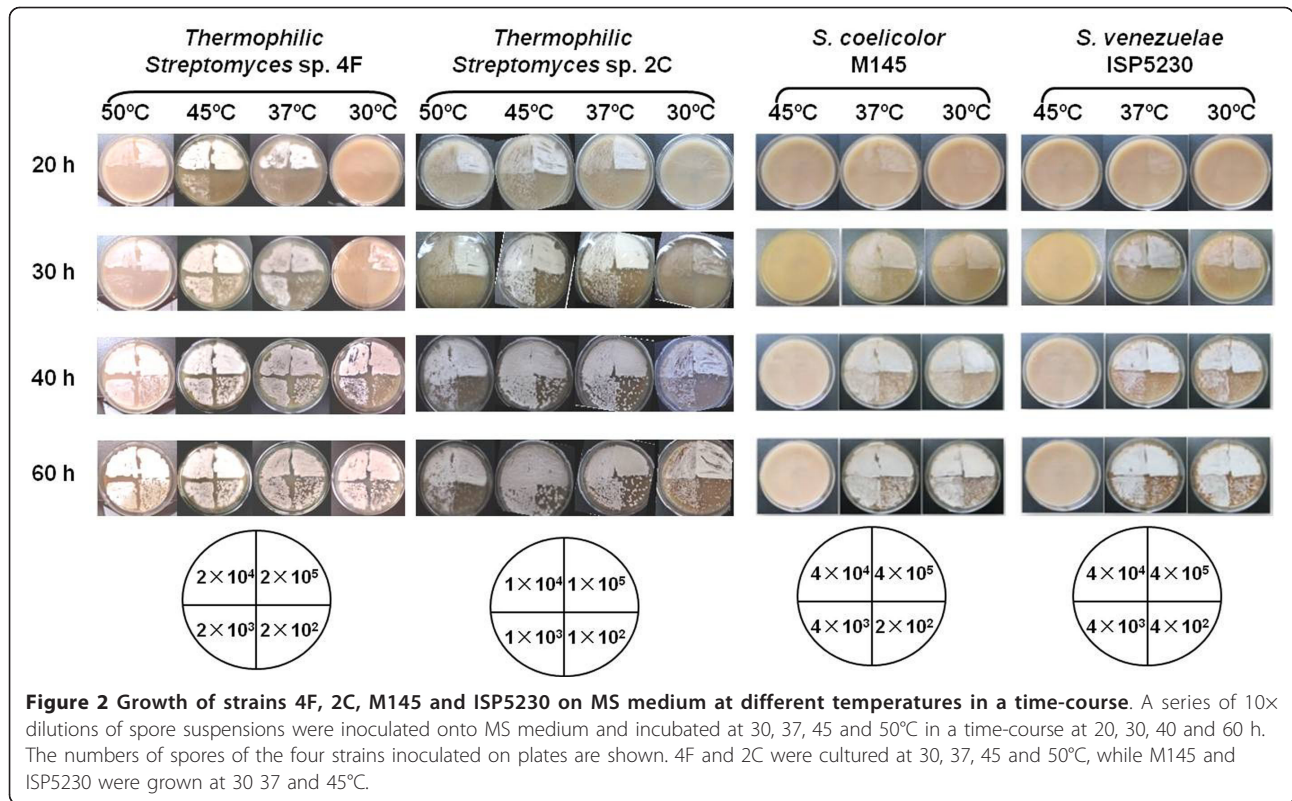 Thermophilic Streptomyces sp. 4F
Thermophilic Streptomyces sp. 2C
S. coelicolor M145
S. venezuelae ISP5230
50°C 45°C 37°C 30°C
50°C 45°C 37°C 30°C
45°C 37°C 30°C
45°C 37°C 30°C
20 h
30 h
40 h
60 h
2×10⁴ 2×10⁵
2×10³ 2×10²
1×10⁴ 1×10⁵
1×10³ 1×10²
4×10⁴ 4×10⁵
4×10³ 2×10²
4×10⁴ 4×10⁵
4×10³ 4×10²
Figure 2 Growth of strains 4F, 2C, M145 and ISP5230 on MS medium at different temperatures in a time-course. A series of 10×
dilutions of spore suspensions were inoculated onto MS medium and incubated at 30, 37, 45 and 50°C in a time-course at 20, 30, 40 and 60 h.
The numbers of spores of the four strains inoculated on plates are shown. 4F and 2C were cultured at 30, 37, 45 and 50°C, while M145 and
ISP5230 were grown at 30 37 and 45°C.